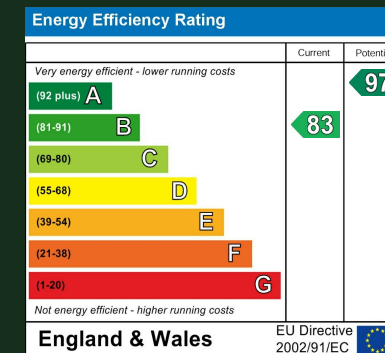 Energy Efficiency Rating
Current
Very energy efficient - lower running costs
(92 plus) A
97
(81-91) B
83
(69-80) C
(55-68) D
(39-54) E
(21-38) F
(1-20) G
Not energy efficient - higher running costs
England & Wales
EU Directive
2002/91/EC